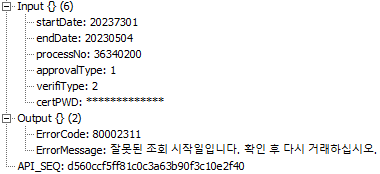 Input {} (6)
startDate: 20237301
endDate: 20230504
processNo: 36340200
approvalType: 1
verifiType: 2
certPWD: *************
Output {} (2)
ErrorCode: 80002311
ErrorMessage: 잘못된 조회 시작일입니다. 확인 후 다시 거래하십시오.
API_SEQ: d560ccf5ff81c0c3a63b90f3c10e2f40